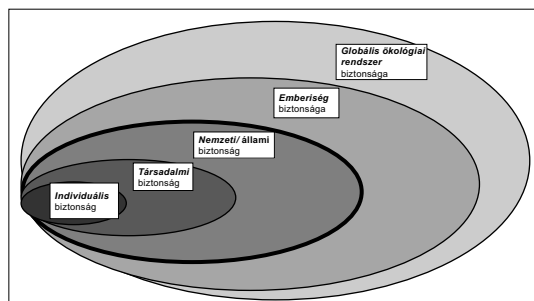 Globális ökológiai
rendszer
biztonsága
Emberiség
biztonsága
Nemzeti/ állami
biztonság
Társadalmi
biztonság
Individuális
biztonság